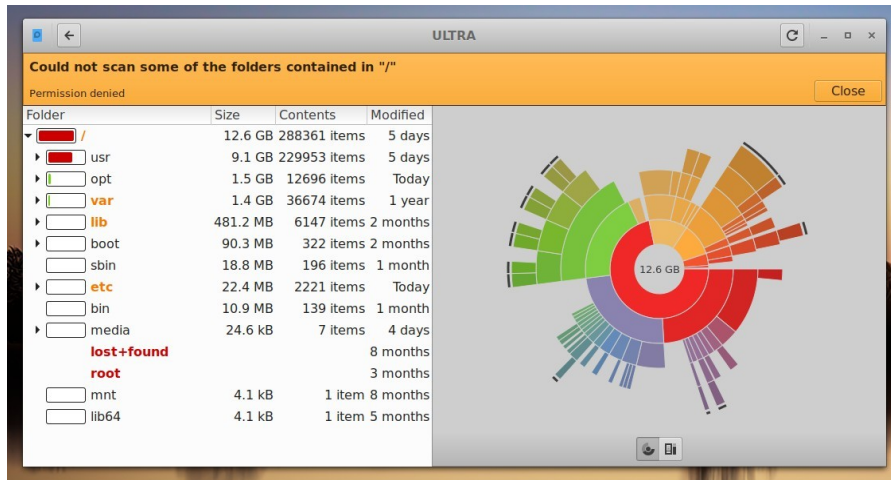 ULTRA
Could not scan some of the folders contained in "/"
Permission denied
Close
Folder Size Contents Modified
/ 12.6 GB 288361 items 5 days
usr 9.1 GB 229953 items 5 days
opt 1.5 GB 12696 items Today
var 1.4 GB 36674 items 1 year
lib 481.2 MB 6147 items 2 months
boot 90.3 MB 322 items 2 months
sbin 18.8 MB 196 items 1 month
etc 22.4 MB 2221 items Today
bin 10.9 MB 139 items 1 month
media 24.6 kB 7 items 4 days
lost+found 8 months
root 3 months
mnt 4.1 kB 1 item 8 months
lib64 4.1 kB 1 item 5 months
12.6 GB